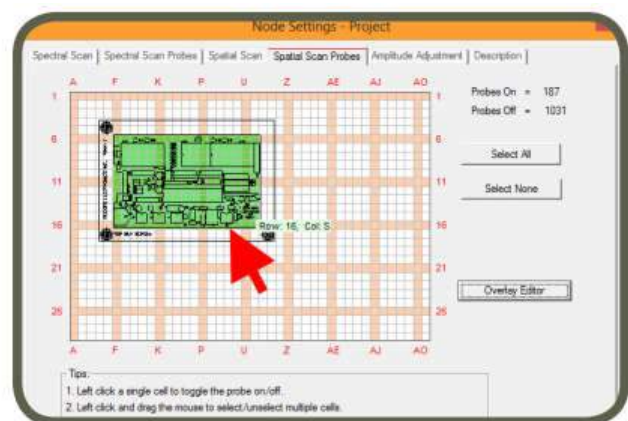 Node Settings - Project
Spectral Scan Spectral Scan Probes Spatial Scan Spatial Scan Probes Amplitude Adjustment Description
A F K P U Z AE AJ AO
1 1
6 6
11 11
16 16
21 21
26 26
A F K P U Z AE AJ AO
Row: 16, Col: S
Probes On = 187
Probes Off = 1031
Select All
Select None
Overlay Editor
Tips:
1. Left click a single cell to toggle the probe on/off.
2. Left click and drag the mouse to select/unselect multiple cells.